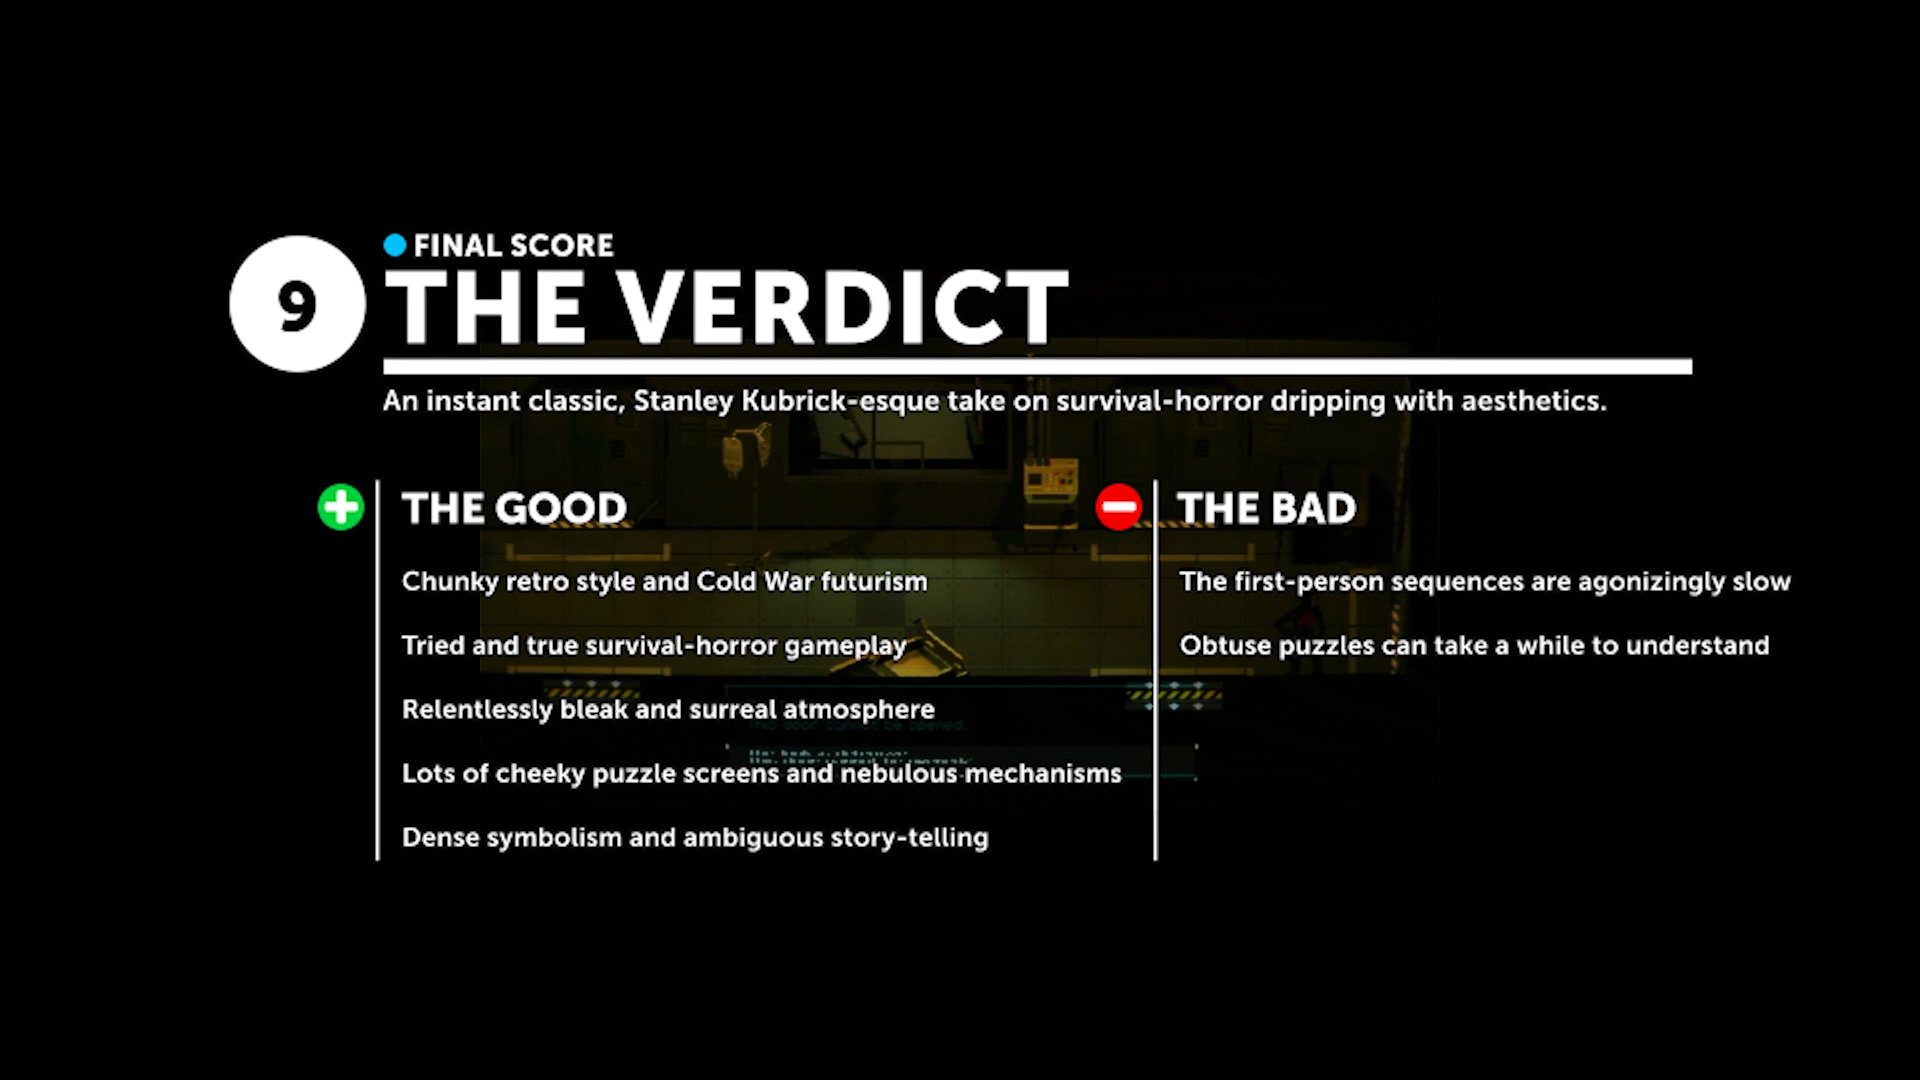 9
FINAL SCORE
THE VERDICT
An instant classic, Stanley Kubrick-esque take on survival-horror dripping with aesthetics.
THE GOOD
Chunky retro style and Cold War futurism
Tried and true survival-horror gameplay
Relentlessly bleak and surreal atmosphere
Lots of cheeky puzzle screens and nebulous mechanisms
Dense symbolism and ambiguous story-telling
THE BAD
The first-person sequences are agonizingly slow
Obtuse puzzles can take a while to understand